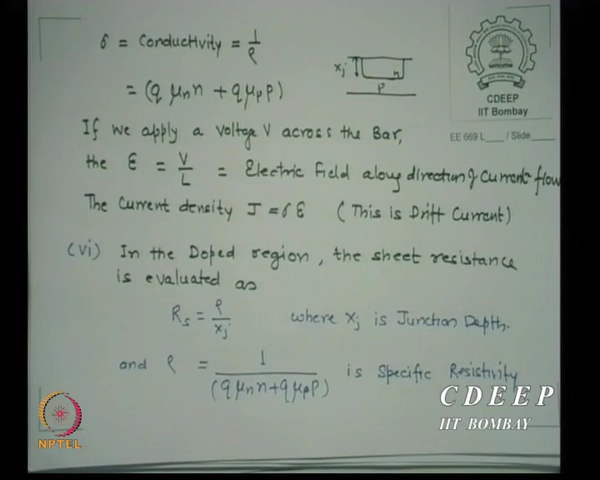 σ = Conductivity = 1/ρ
= (q μn n + q μp p)
xj n p
CDEEP
IIT Bombay
EE 669 L___ / Slide___
If we apply a Voltage V across the Bar,
the ε = V/L = Electric Field along direction of current flow
The Current density J = σ ε (This is Drift Current)
(vi) In the Doped region, the sheet resistance
is evaluated as
Rs = ρ/xj where xj is Junction Depth.
and ρ = 1/(q μn n + q μp p) is Specific Resistivity
CDEEP
IIT BOMBAY
NPTEL